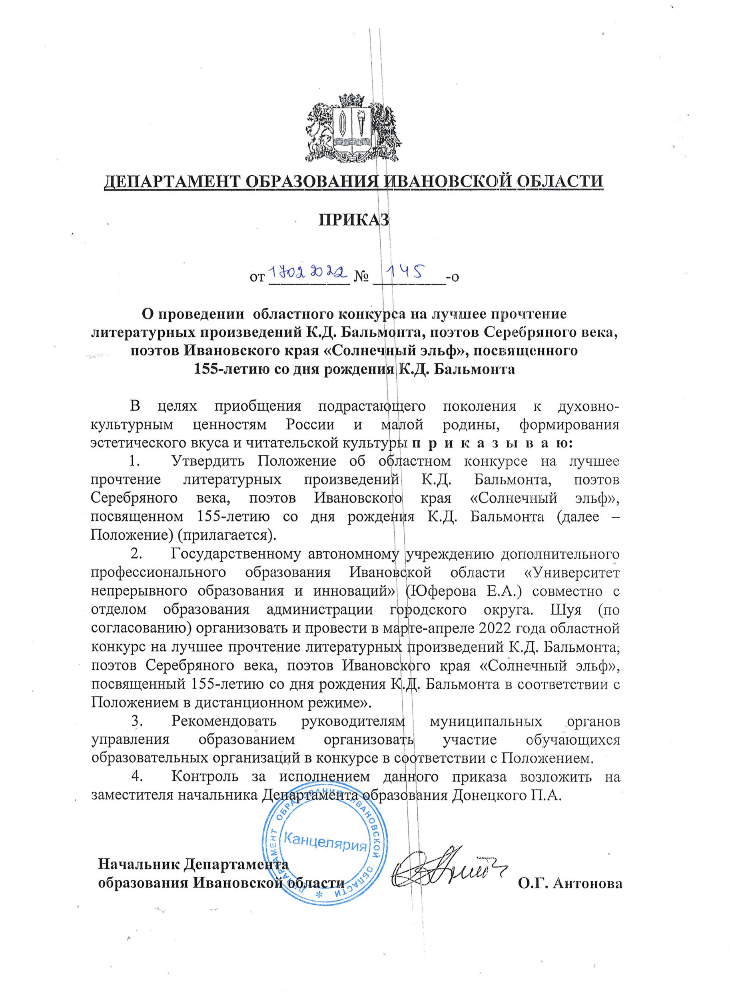 ДЕПАРТАМЕНТ ОБРАЗОВАНИЯ ИВАНОВСКОЙ ОБЛАСТИ
ПРИКАЗ
от 17022022 № 145-о
О проведении областного конкурса на лучшее прочтение
литературных произведений К.Д. Бальмонта, поэтов Серебряного века,
поэтов Ивановского края «Солнечный эльф», посвященного
155-летию со дня рождения К.Д. Бальмонта
В целях приобщения подрастающего поколения к духовно-
культурным ценностям России и малой родины, формирования
эстетического вкуса и читательской культуры п р и к а з ы в а ю:
1. Утвердить Положение об областном конкурсе на лучшее
прочтение литературных произведений К.Д. Бальмонта, поэтов
Серебряного века, поэтов Ивановского края «Солнечный эльф»,
посвященном 155-летию со дня рождения К.Д. Бальмонта (далее –
Положение) (прилагается).
2. Государственному автономному учреждению дополнительного
профессионального образования Ивановской области «Университет
непрерывного образования и инноваций» (Юферова Е.А.) совместно с
отделом образования администрации городского округа. Шуя (по
согласованию) организовать и провести в марте-апреле 2022 года областной
конкурс на лучшее прочтение литературных произведений К.Д. Бальмонта,
поэтов Серебряного века, поэтов Ивановского края «Солнечный эльф»,
посвященный 155-летию со дня рождения К.Д. Бальмонта в соответствии с
Положением в дистанционном режиме».
3. Рекомендовать руководителям муниципальных органов
управления образованием организовать участие обучающихся
образовательных организаций в конкурсе в соответствии с Положением.
4. Контроль за исполнением данного приказа возложить на
заместителя начальника Департамента образования Донецкого П.А.
ДЕПАРТАМЕНТ ОБРАЗОВАНИЯ ИВАНОВСКОЙ ОБЛАСТИ *
Канцелярия
Начальник Департамента
образования Ивановской области
О.Г. Антонова